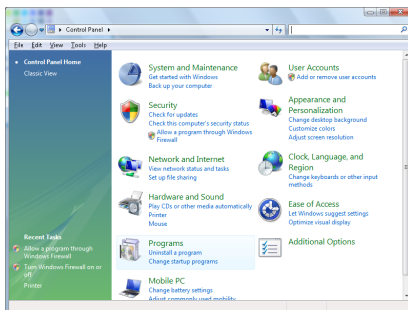 Control Panel
File Edit View Tools Help
Control Panel Home
Classic View
System and Maintenance
Get started with Windows
Back up your computer
Security
Check for updates
Check this computer's security status
Allow a program through Windows
Firewall
Network and Internet
View network status and tasks
Set up file sharing
Hardware and Sound
Play CDs or other media automatically
Printer
Mouse
Programs
Uninstall a program
Change startup programs
Mobile PC
Change battery settings
Adjust commonly used mobility
User Accounts
Add or remove user accounts
Appearance and
Personalization
Change desktop background
Customize colors
Adjust screen resolution
Clock, Language, and
Region
Change keyboards or other input
methods
Ease of Access
Let Windows suggest settings
Optimize visual display
Additional Options
Recent Tasks
Allow a program through
Windows Firewall
Turn Windows Firewall on or
off
Printer